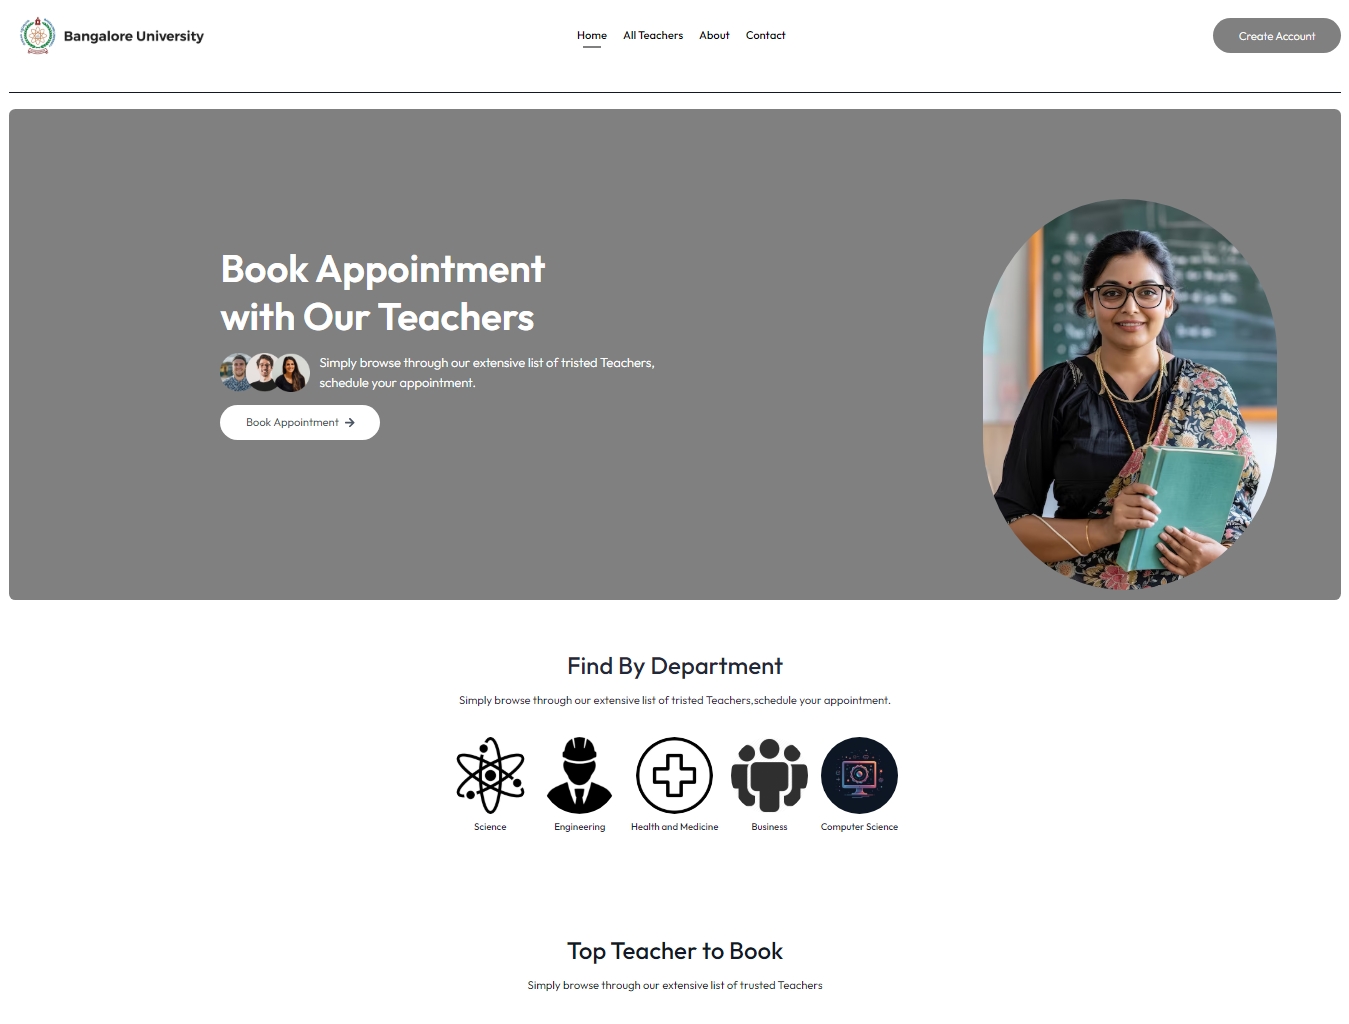 Bangalore University
Home All Teachers About Contact
Create Account
Book Appointment
with Our Teachers
Simply browse through our extensive list of tristed Teachers,
schedule your appointment.
Book Appointment →
Find By Department
Simply browse through our extensive list of tristed Teachers,schedule your appointment.
Science Engineering Health and Medicine Business Computer Science
Top Teacher to Book
Simply browse through our extensive list of trusted Teachers